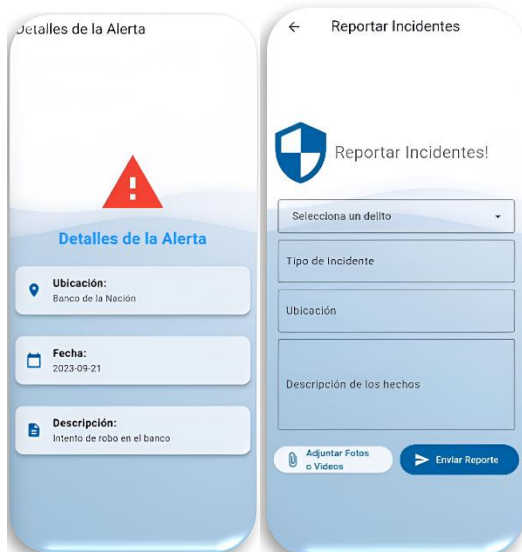 Detalles de la Alerta
Detalles de la Alerta
Ubicación:
Banco de la Nación
Fecha:
2023-09-21
Descripción:
Intento de robo en el banco
Reportar Incidentes
Reportar Incidentes!
Selecciona un delito
Tipo de Incidente
Ubicación
Descripción de los hechos
Adjuntar Fotos
o Videos
Enviar Reporte